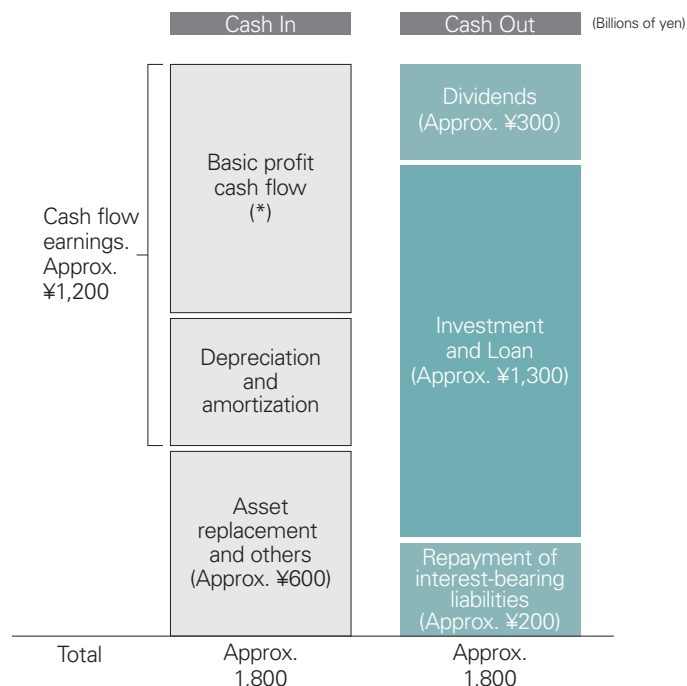 Cash In
Cash Out
(Billions of yen)
Cash flow
earnings.
Approx.
¥1,200
Basic profit
cash flow
(*)
Depreciation
and
amortization
Asset
replacement
and others
(Approx. ¥600)
Dividends
(Approx. ¥300)
Investment
and Loan
(Approx. ¥1,300)
Repayment of
interest-bearing
liabilities
(Approx. ¥200)
Total
Approx.
1,800
Approx.
1,800